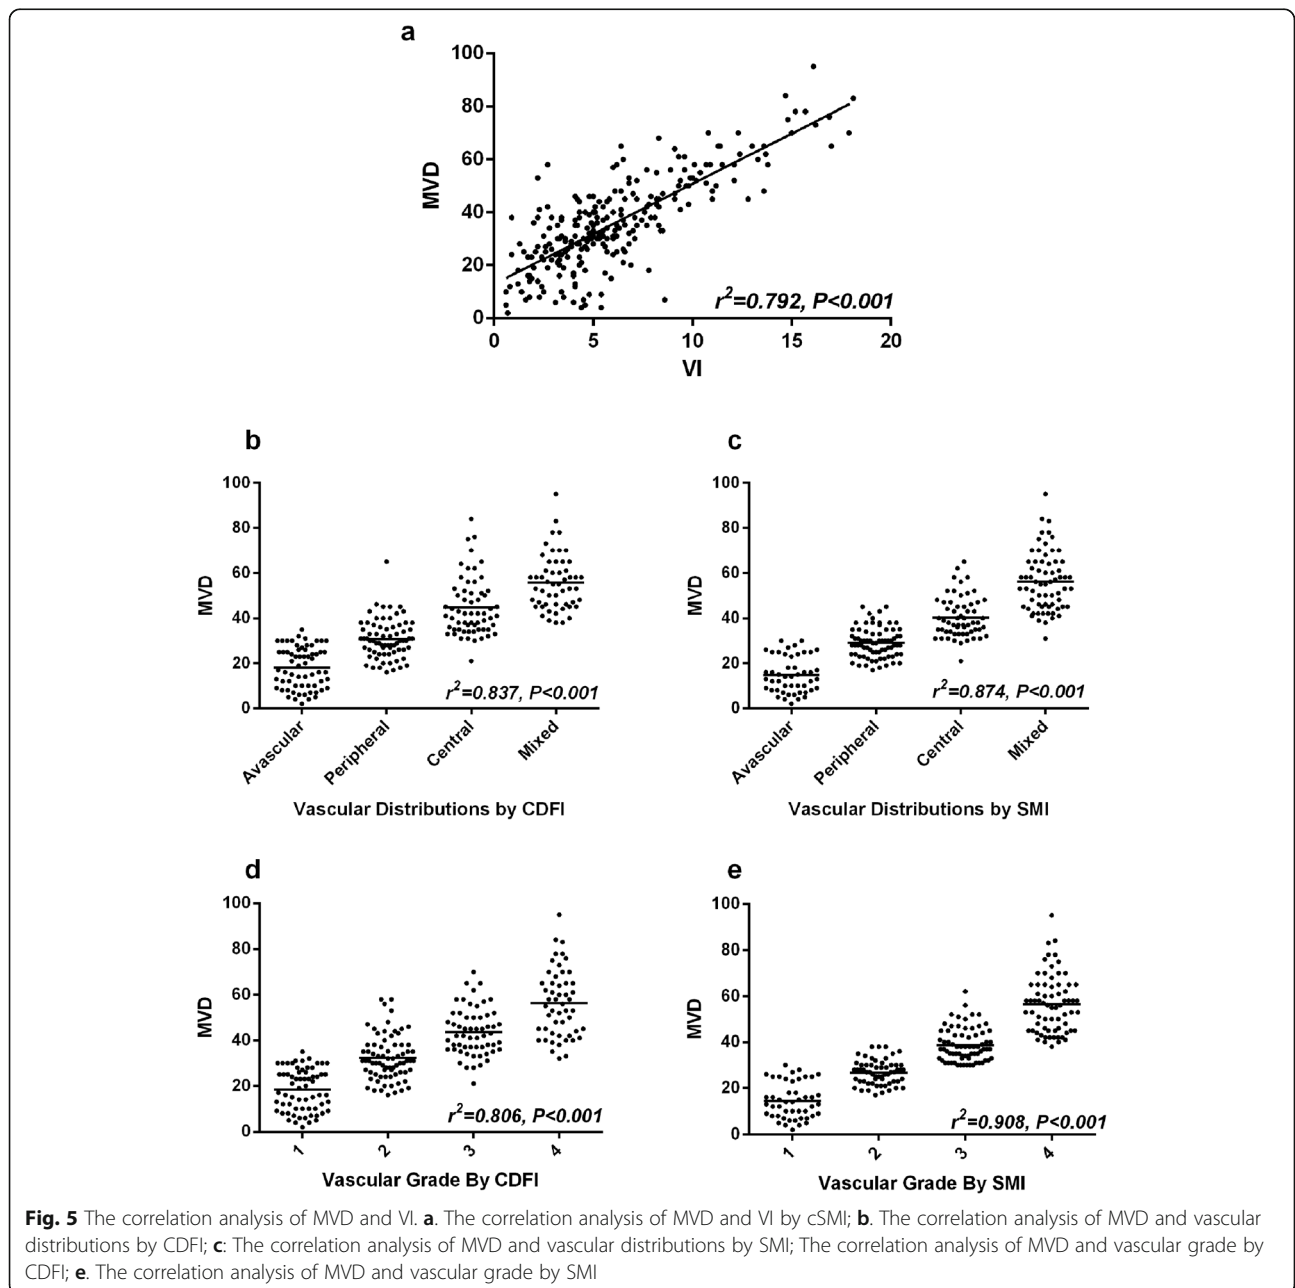 a
100
80
60
40
20
0
MVD
r²=0.792, P<0.001
0 5 10 15 20
VI
b
100
80
60
40
20
0
MVD
r²=0.837, P<0.001
Avascular Peripheral Central Mixed
Vascular Distributions by CDFI
c
100
80
60
40
20
0
MVD
r²=0.874, P<0.001
Avascular Peripheral Central Mixed
Vascular Distributions by SMI
d
100
80
60
40
20
0
MVD
r²=0.806, P<0.001
1 2 3 4
Vascular Grade By CDFI
e
100
80
60
40
20
0
MVD
r²=0.908, P<0.001
1 2 3 4
Vascular Grade By SMI
Fig. 5 The correlation analysis of MVD and VI. a. The correlation analysis of MVD and VI by cSMI; b. The correlation analysis of MVD and vascular
distributions by CDFI; c: The correlation analysis of MVD and vascular distributions by SMI; The correlation analysis of MVD and vascular grade by
CDFI; e. The correlation analysis of MVD and vascular grade by SMI